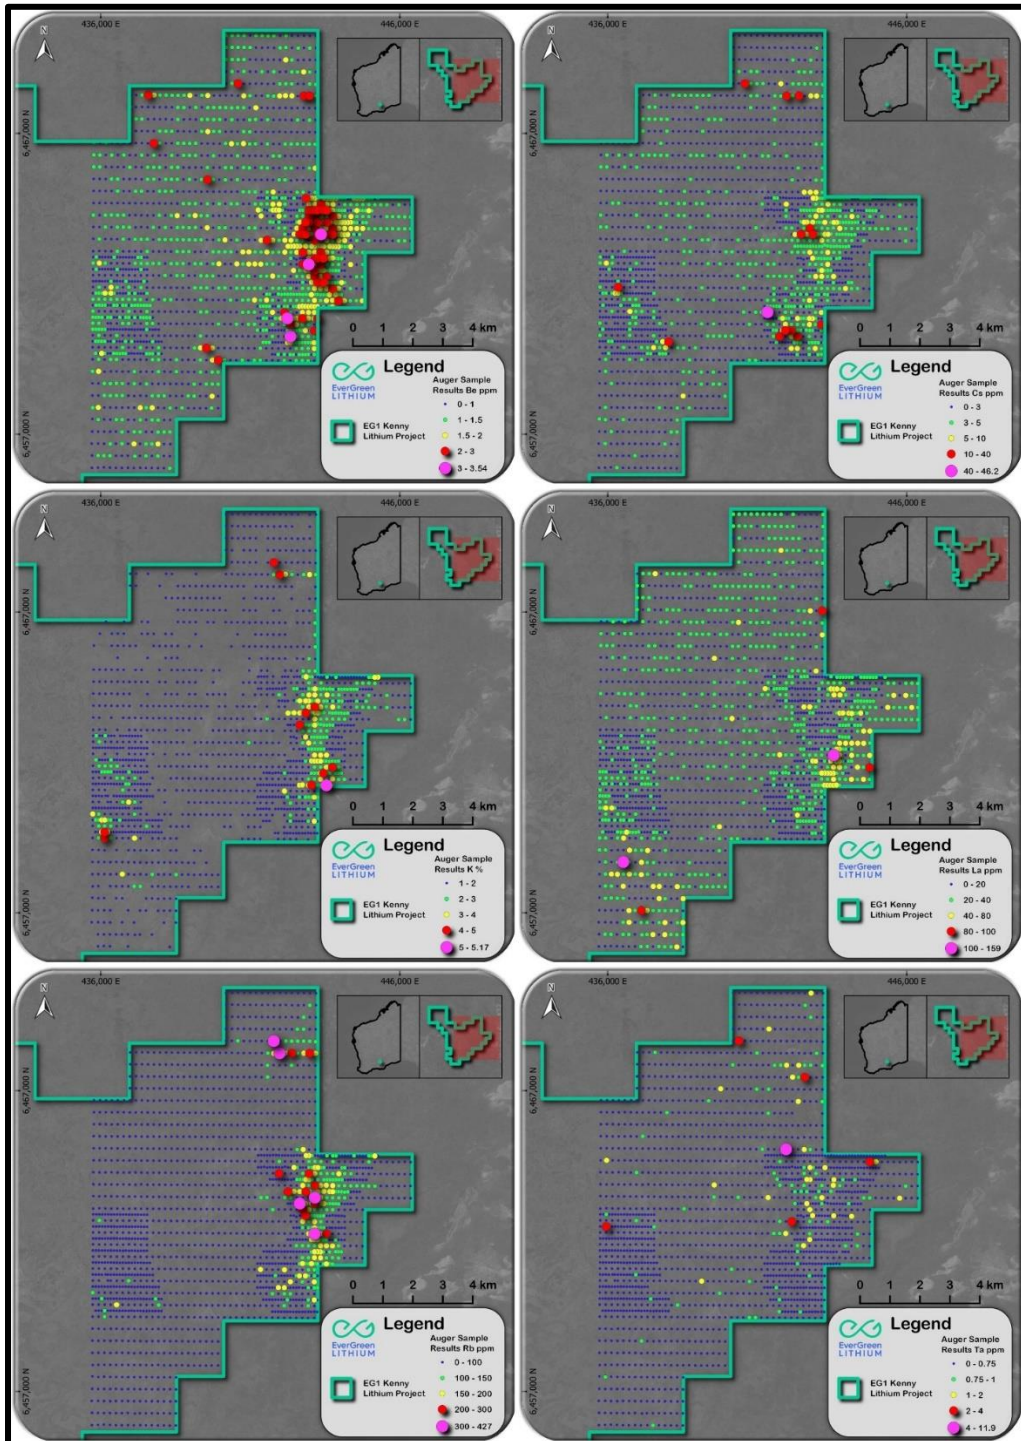 436,000 E
446,000 E
N
6,467,000 N
6,457,000 N
0 1 2 3 4 km
EverGreen
LITHIUM
Legend
Auger Sample
Results Be ppm
EG1 Kenny
Lithium Project
0 - 1
1 - 1.5
1.5 - 2
2 - 3
3 - 3.54
436,000 E
446,000 E
N
6,467,000 N
6,457,000 N
0 1 2 3 4 km
EverGreen
LITHIUM
Legend
Auger Sample
Results Cs ppm
EG1 Kenny
Lithium Project
0 - 3
3 - 5
5 - 10
10 - 40
40 - 46.2
436,000 E
446,000 E
N
6,467,000 N
6,457,000 N
0 1 2 3 4 km
EverGreen
LITHIUM
Legend
Auger Sample
Results K %
EG1 Kenny
Lithium Project
1 - 2
2 - 3
3 - 4
4 - 5
5 - 5.17
436,000 E
446,000 E
N
6,467,000 N
6,457,000 N
0 1 2 3 4 km
EverGreen
LITHIUM
Legend
Auger Sample
Results La ppm
EG1 Kenny
Lithium Project
0 - 20
20 - 40
40 - 80
80 - 100
100 - 159
436,000 E
446,000 E
N
6,467,000 N
6,457,000 N
0 1 2 3 4 km
EverGreen
LITHIUM
Legend
Auger Sample
Results Rb ppm
EG1 Kenny
Lithium Project
0 - 100
100 - 150
150 - 200
200 - 300
300 - 427
436,000 E
446,000 E
N
6,467,000 N
6,457,000 N
0 1 2 3 4 km
EverGreen
LITHIUM
Legend
Auger Sample
Results Ta ppm
EG1 Kenny
Lithium Project
0 - 0.75
0.75 - 1
1 - 2
2 - 4
4 - 11.9